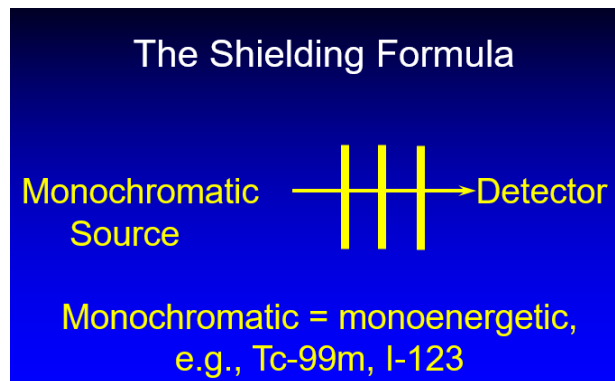 The Shielding Formula
Monochromatic
Source
Detector
Monochromatic = monoenergetic,
e.g., Tc-99m, I-123